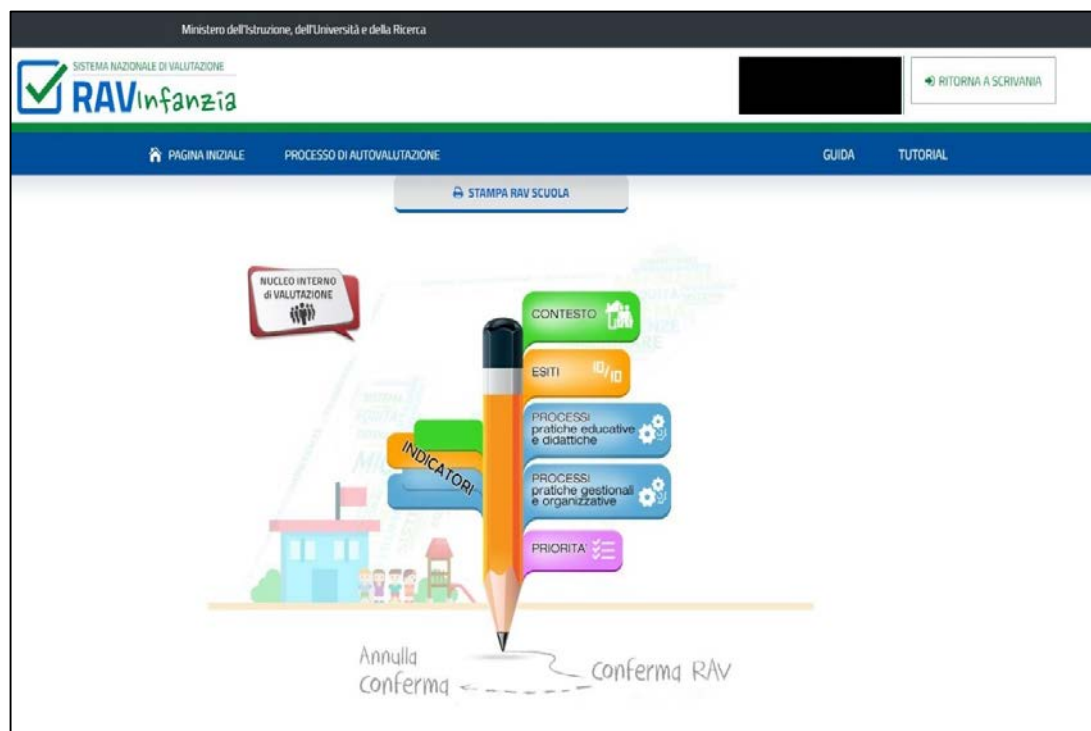 Ministero dell'Istruzione, dell'Università e della Ricerca
SISTEMA NAZIONALE DI VALUTAZIONE
RAV Infanzia
RITORNA A SCRIVANIA
PAGINA INIZIALE
PROCESSO DI AUTOVALUTAZIONE
GUIDA
TUTORIAL
STAMPA RAV SCUOLA
NUCLEO INTERNO
di VALUTAZIONE
CONTESTO
ESITI
10/10
PROCESSI
pratiche educative
e didattiche
INDICATORI
PROCESSI
pratiche gestionali
e organizzative
PRIORITA'
Annulla
conferma
Conferma RAV